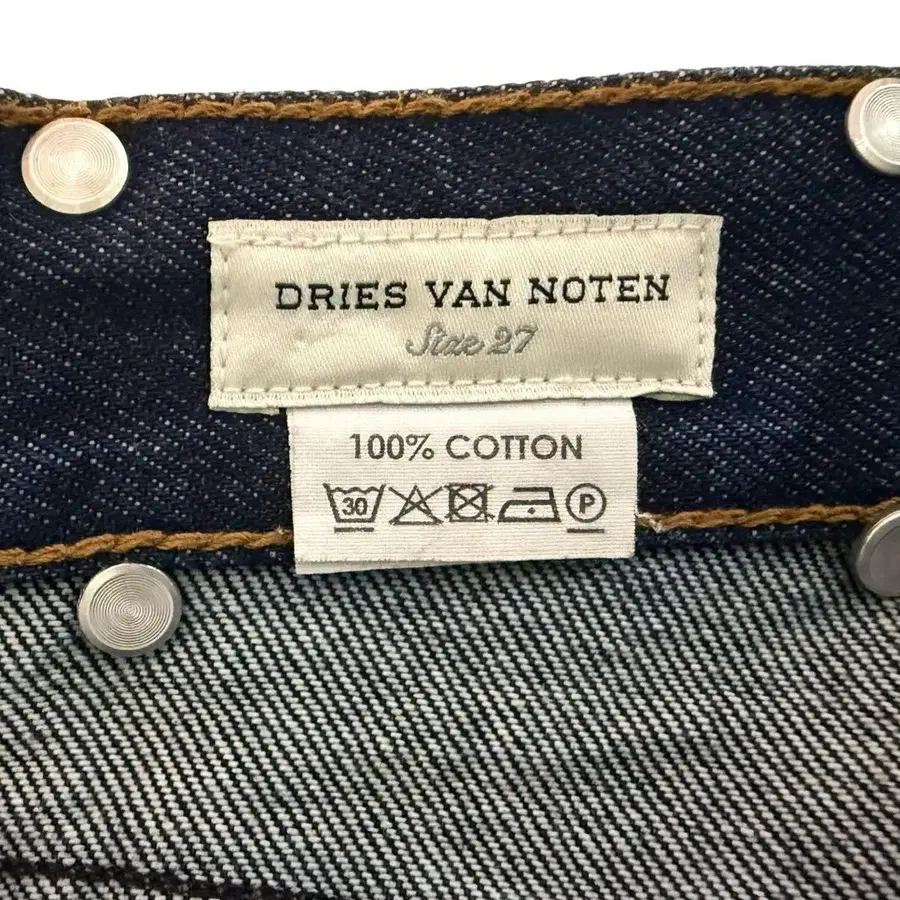 DRIES VAN NOTEN
Size 27
100% COTTON
30 P